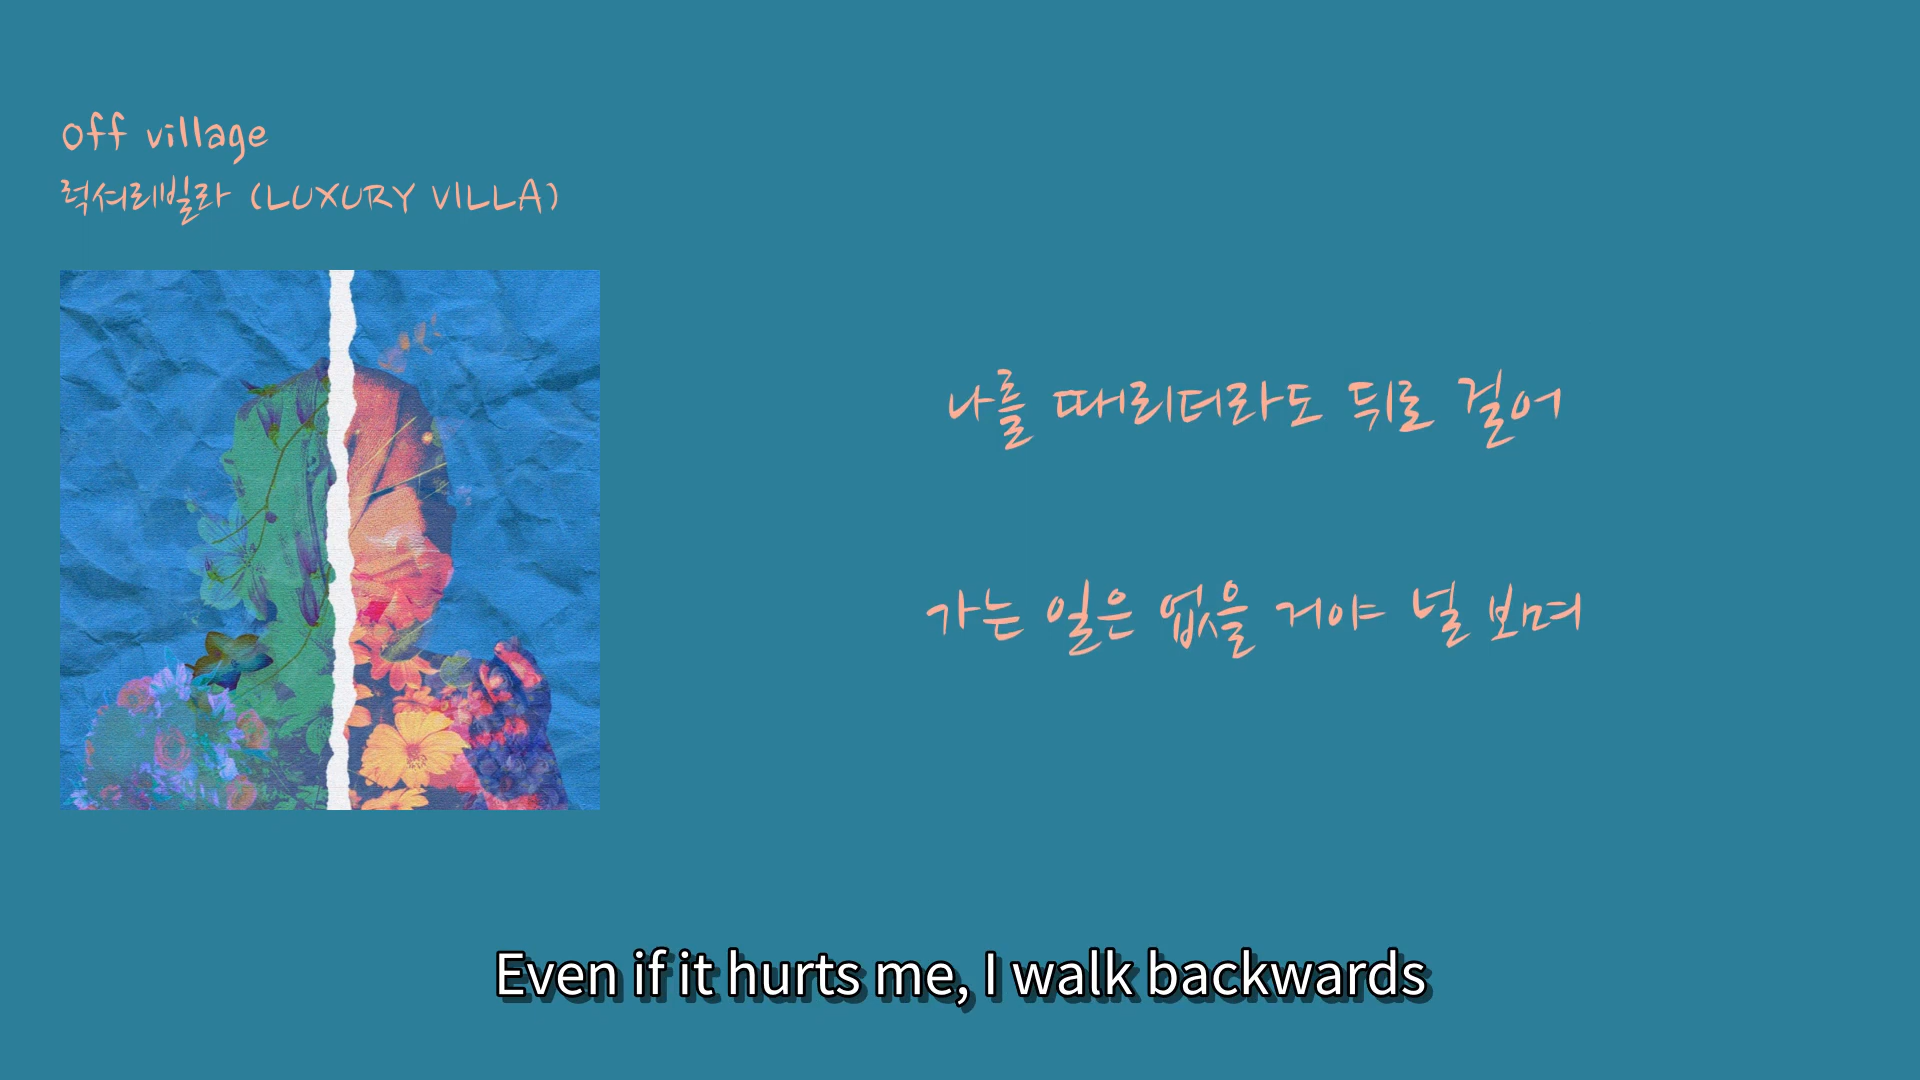 off village
럭셔리빌라 (LUXURY VILLA)
나를 때리더라도 뒤로 걸어
가는 일은 없을 거야 널 보며
Even if it hurts me, I walk backwards